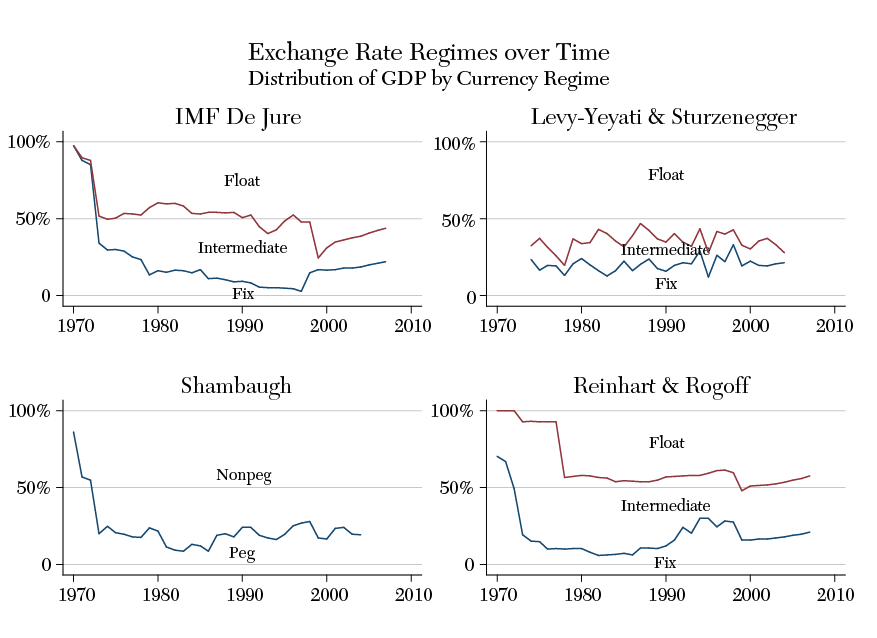 Exchange Rate Regimes over Time
Distribution of GDP by Currency Regime
IMF De Jure
100%
50%
0
Float
Intermediate
Fix
1970 1980 1990 2000 2010
Levy-Yeyati & Sturzenegger
100%
50%
0
Float
Intermediate
Fix
1970 1980 1990 2000 2010
Shambaugh
100%
50%
0
Nonpeg
Peg
1970 1980 1990 2000 2010
Reinhart & Rogoff
100%
50%
0
Float
Intermediate
Fix
1970 1980 1990 2000 2010